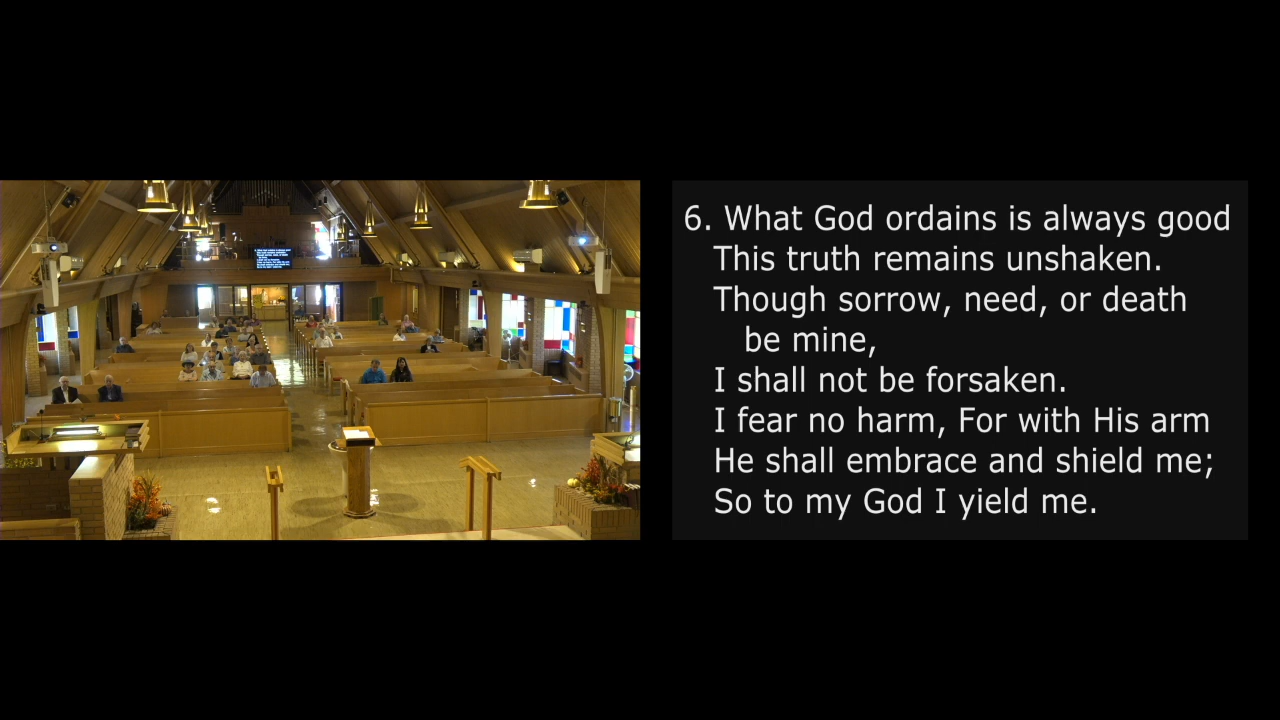 6. What God ordains is always good
This truth remains unshaken.
Though sorrow, need, or death
be mine,
I shall not be forsaken.
I fear no harm, For with His arm
He shall embrace and shield me;
So to my God I yield me.